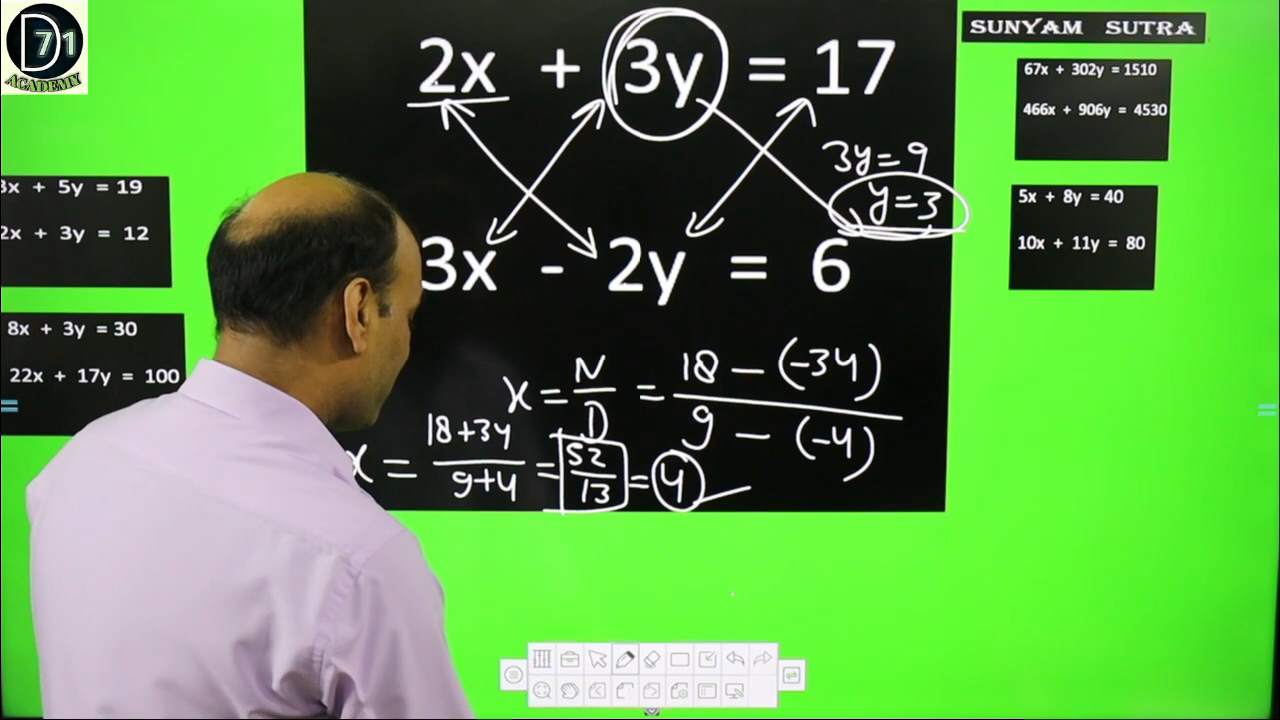 D 71
ACADEMY
2x + 3y = 17
3x - 2y = 6
3y = 9
y = 3
x = N/D = 18 - (-34) / 9 - (-4)
x = 18+34 / 9+4 = 52/13 = 4
3x + 5y = 19
2x + 3y = 12
8x + 3y = 30
22x + 17y = 100
SUNYAM SUTRA
67x + 302y = 1510
466x + 906y = 4530
5x + 8y = 40
10x + 11y = 80